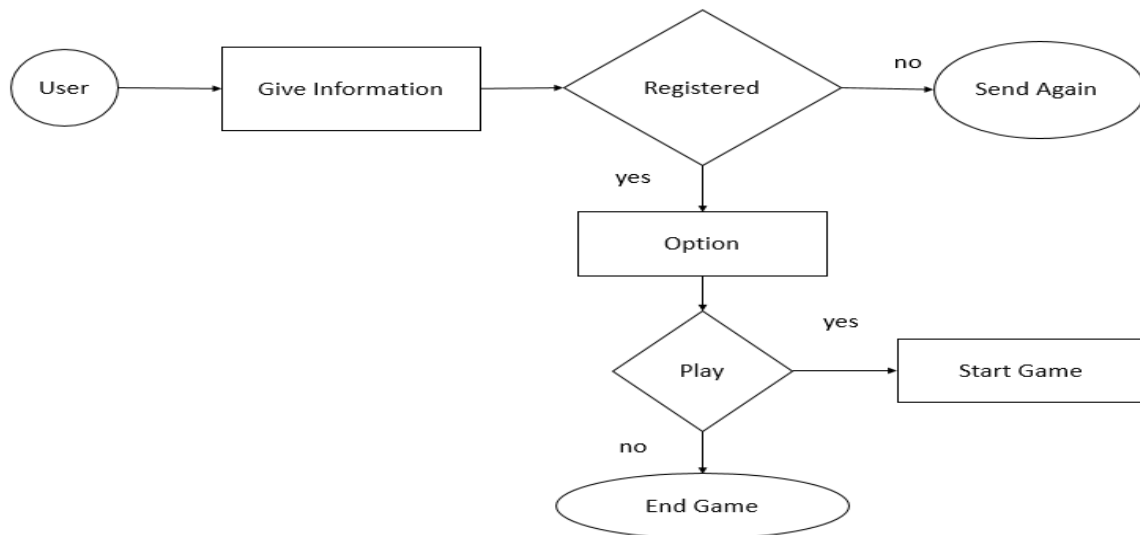 User
Give Information
Registered
no
Send Again
yes
Option
Play
yes
Start Game
no
End Game